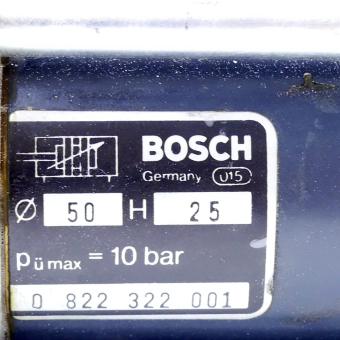 BOSCH
Germany U15
Ø 50 H 25
pü max = 10 bar
0 822 322 001